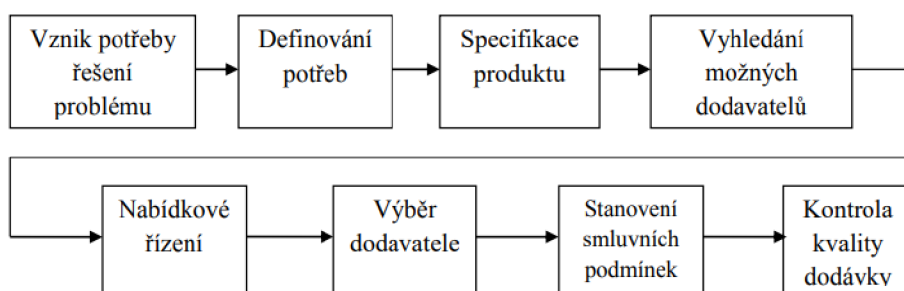 Vznik potřeby
řešení
problému
Definování
potřeb
Specifikace
produktu
Vyhledání
možných
dodavatelů
Nabídkové
řízení
Výběr
dodavatele
Stanovení
smluvních
podmínek
Kontrola
kvality
dodávky